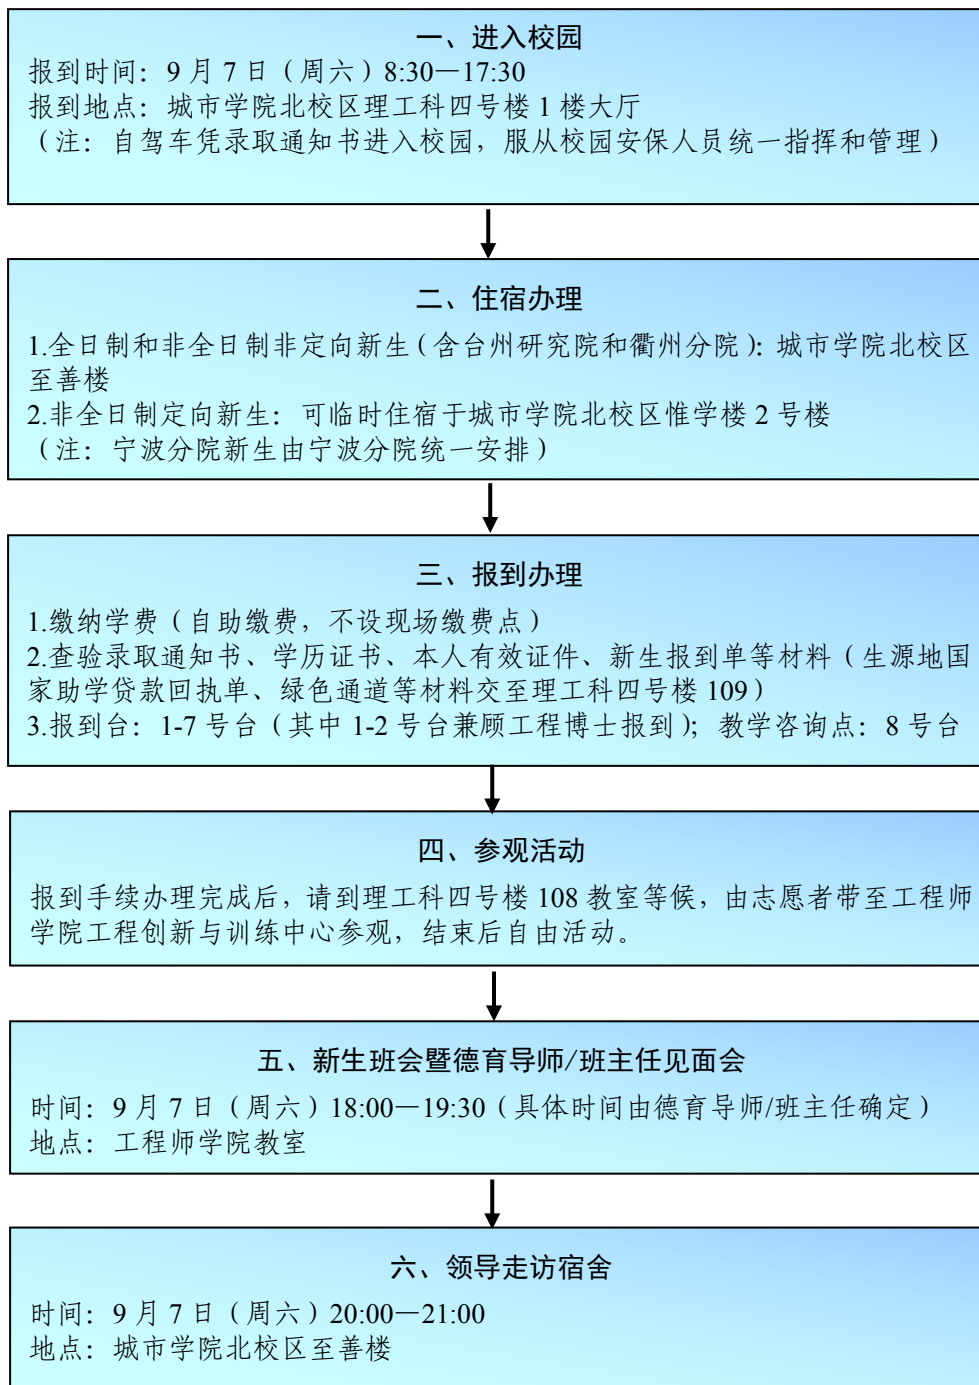 一、进入校园
报到时间：9月7日（周六）8:30—17:30
报到地点：城市学院北校区理工科四号楼1楼大厅
（注：自驾车凭录取通知书进入校园，服从校园安保人员统一指挥和管理）
二、住宿办理
1.全日制和非全日制非定向新生（含台州研究院和衢州分院）：城市学院北校区
至善楼
2.非全日制定向新生：可临时住宿于城市学院北校区惟学楼2号楼
（注：宁波分院新生由宁波分院统一安排）
三、报到办理
1.缴纳学费（自助缴费，不设现场缴费点）
2.查验录取通知书、学历证书、本人有效证件、新生报到单等材料（生源地国
家助学贷款回执单、绿色通道等材料交至理工科四号楼109）
3.报到台：1-7号台（其中1-2号台兼顾工程博士报到）；教学咨询点：8号台
四、参观活动
报到手续办理完成后，请到理工科四号楼108教室等候，由志愿者带至工程师
学院工程创新与训练中心参观，结束后自由活动。
五、新生班会暨德育导师/班主任见面会
时间：9月7日（周六）18:00—19:30（具体时间由德育导师/班主任确定）
地点：工程师学院教室
六、领导走访宿舍
时间：9月7日（周六）20:00—21:00
地点：城市学院北校区至善楼